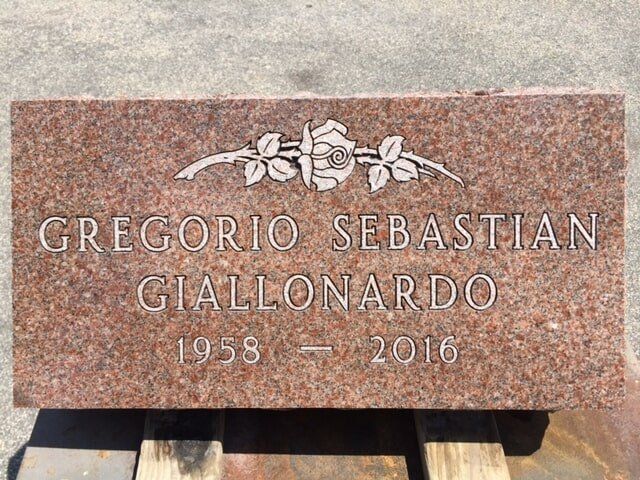 GREGORIO SEBASTIAN
GIALLONARDO
1958 — 2016